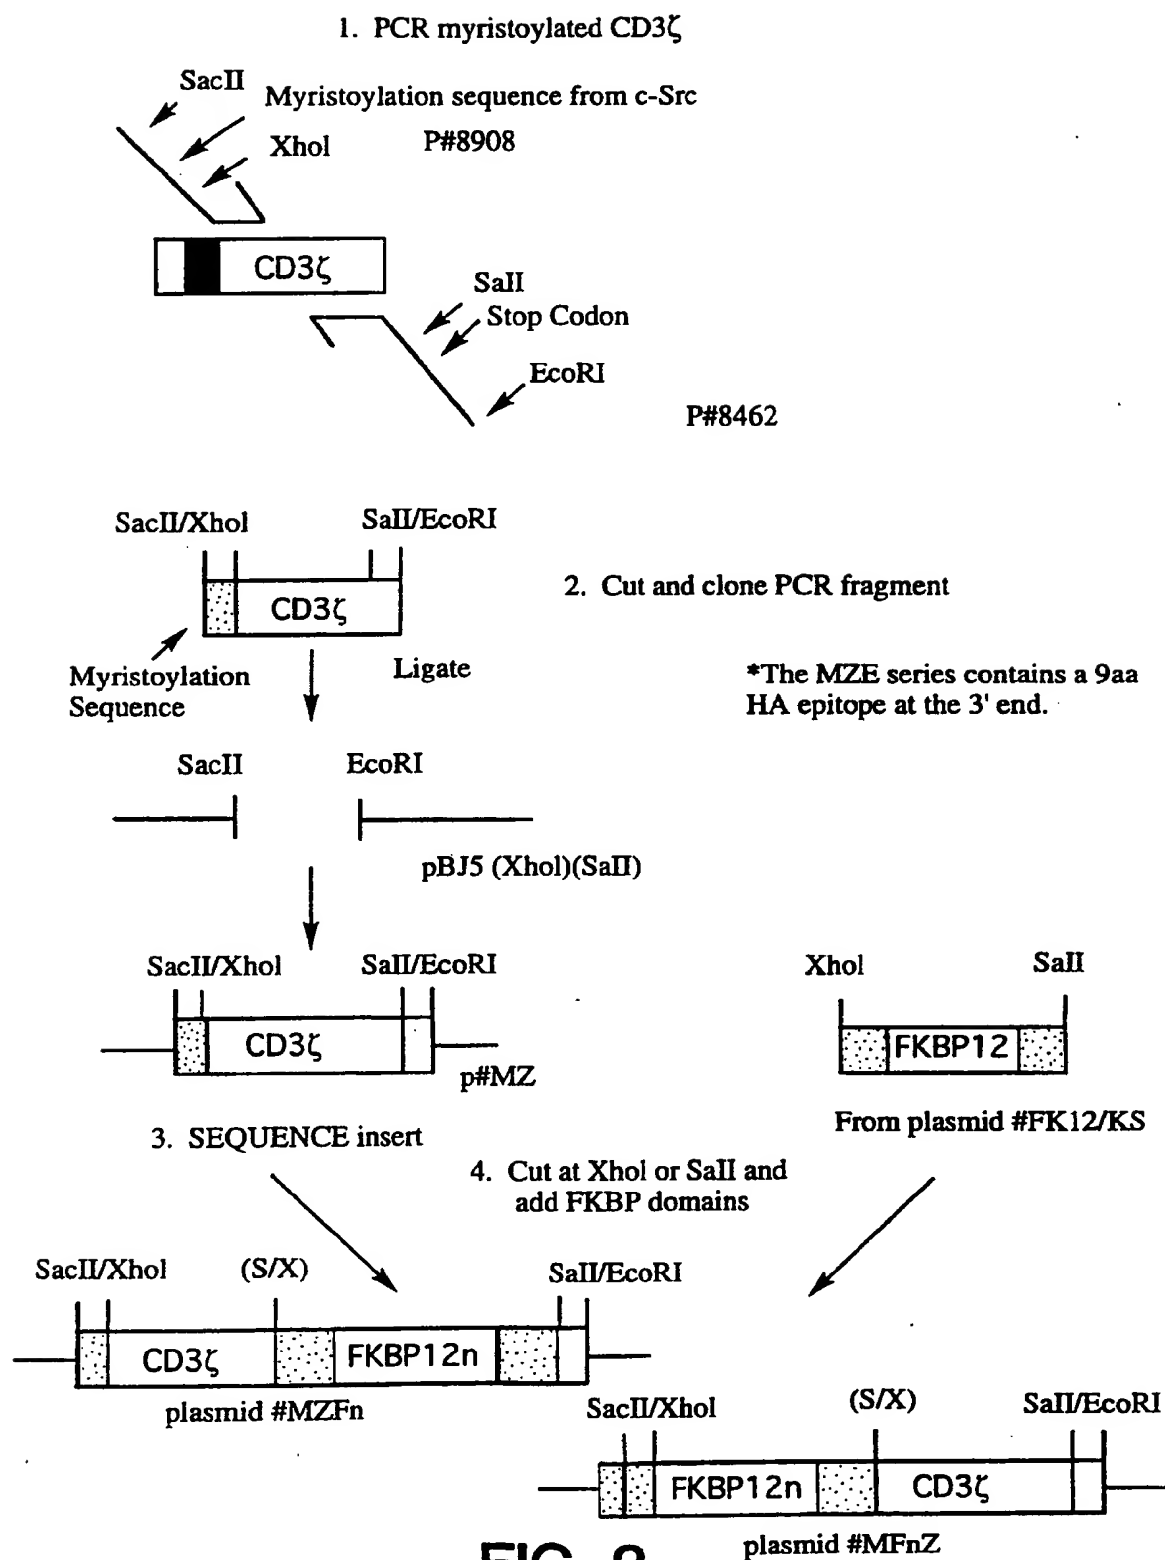 1. PCR myristoylated CD3ζ
SacII
Myristoylation sequence from c-Src
XhoI
P#8908
CD3ζ
SalI
Stop Codon
EcoRI
P#8462
SacII/XhoI
SalI/EcoRI
CD3ζ
2. Cut and clone PCR fragment
Myristoylation
Sequence
Ligate
*The MZE series contains a 9aa
HA epitope at the 3' end.
SacII
EcoRI
pBJ5 (XhoI)(SalI)
SacII/XhoI
SalI/EcoRI
XhoI
SalI
CD3ζ
FKBP12
p#MZ
From plasmid #FK12/KS
3. SEQUENCE insert
4. Cut at XhoI or SalI and
add FKBP domains
SacII/XhoI
(S/X)
SalI/EcoRI
CD3ζ
FKBP12n
plasmid #MZFn
SacII/XhoI
(S/X)
SalI/EcoRI
FKBP12n
CD3ζ
plasmid #MFnZ